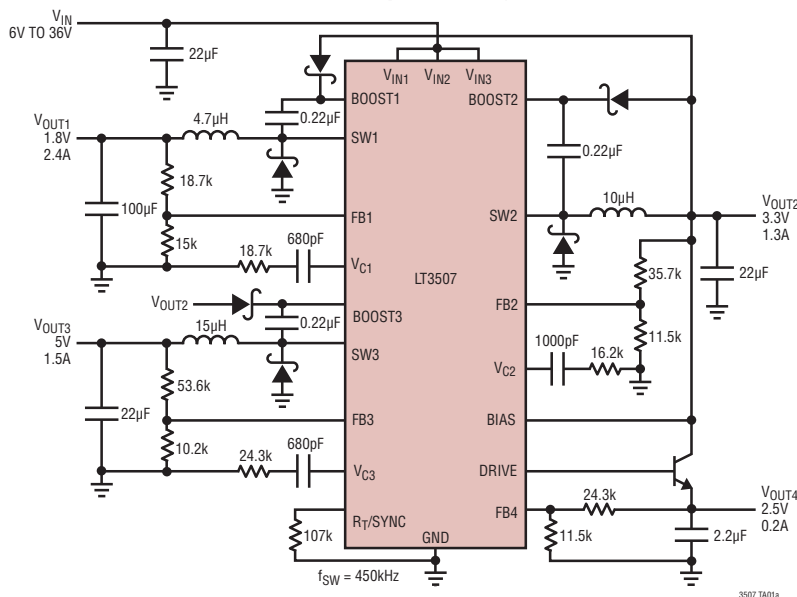 VIN
6V TO 36V
22µF
VIN1
VIN2
VIN3
BOOST1
BOOST2
VOUT1
1.8V
2.4A
4.7µH
0.22µF
SW1
0.22µF
18.7k
100µF
FB1
SW2
10µH
VOUT2
3.3V
1.3A
15k
18.7k
680pF
VC1
LT3507
35.7k
22µF
VOUT2
BOOST3
FB2
VOUT3
5V
1.5A
15µH
0.22µF
SW3
11.5k
1000pF
16.2k
VC2
53.6k
22µF
FB3
BIAS
10.2k
24.3k
680pF
VC3
DRIVE
RT/SYNC
107k
FB4
24.3k
VOUT4
2.5V
0.2A
11.5k
2.2µF
GND
fSW = 450kHz
3507 TA01a